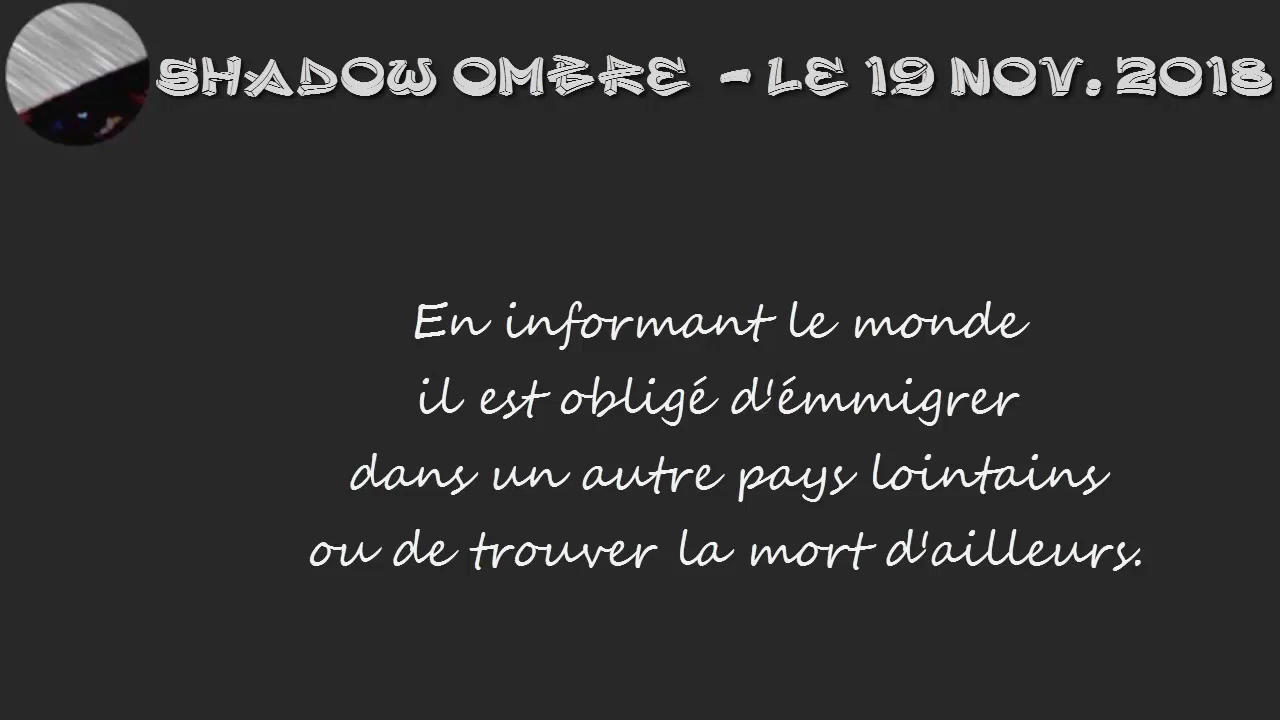 SHADOW OMBRE - LE 19 NOV. 2018
En informant le monde
il est obligé d'émmigrer
dans un autre pays lointains
ou de trouver la mort d'ailleurs.